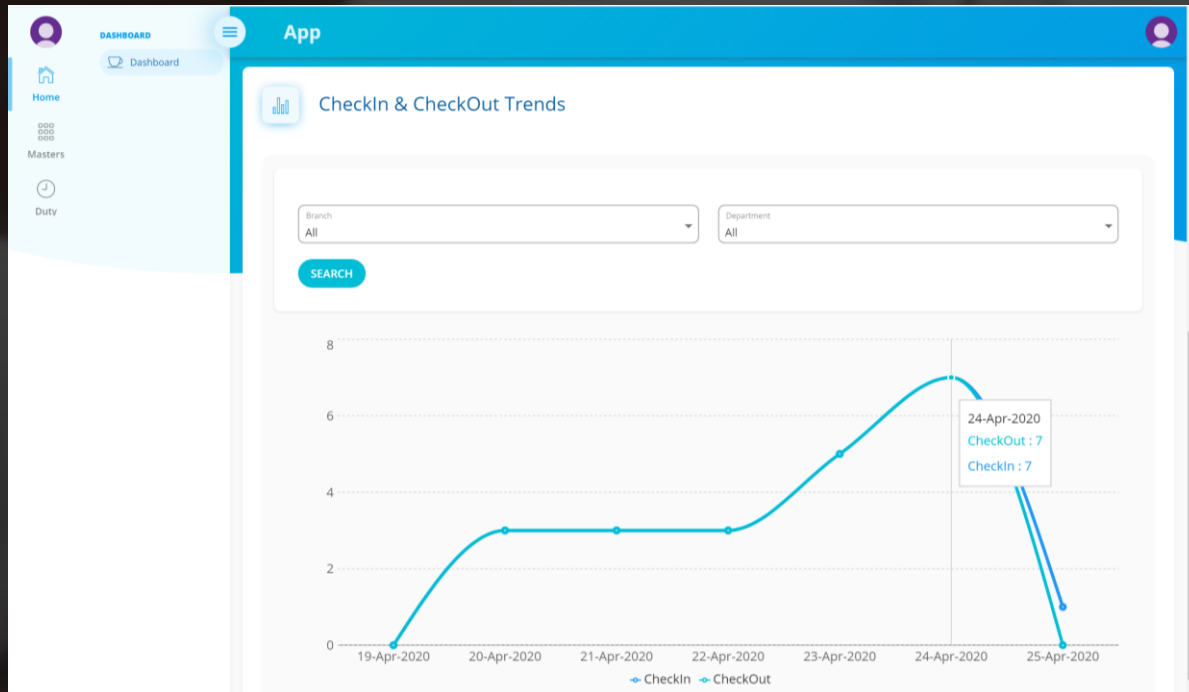 DASHBOARD
App
Dashboard
Home
Masters
Duty
CheckIn & CheckOut Trends
Branch
All
Department
All
SEARCH
8
6
4
2
0
24-Apr-2020
CheckOut : 7
CheckIn : 7
19-Apr-2020 20-Apr-2020 21-Apr-2020 22-Apr-2020 23-Apr-2020 24-Apr-2020 25-Apr-2020
CheckIn CheckOut